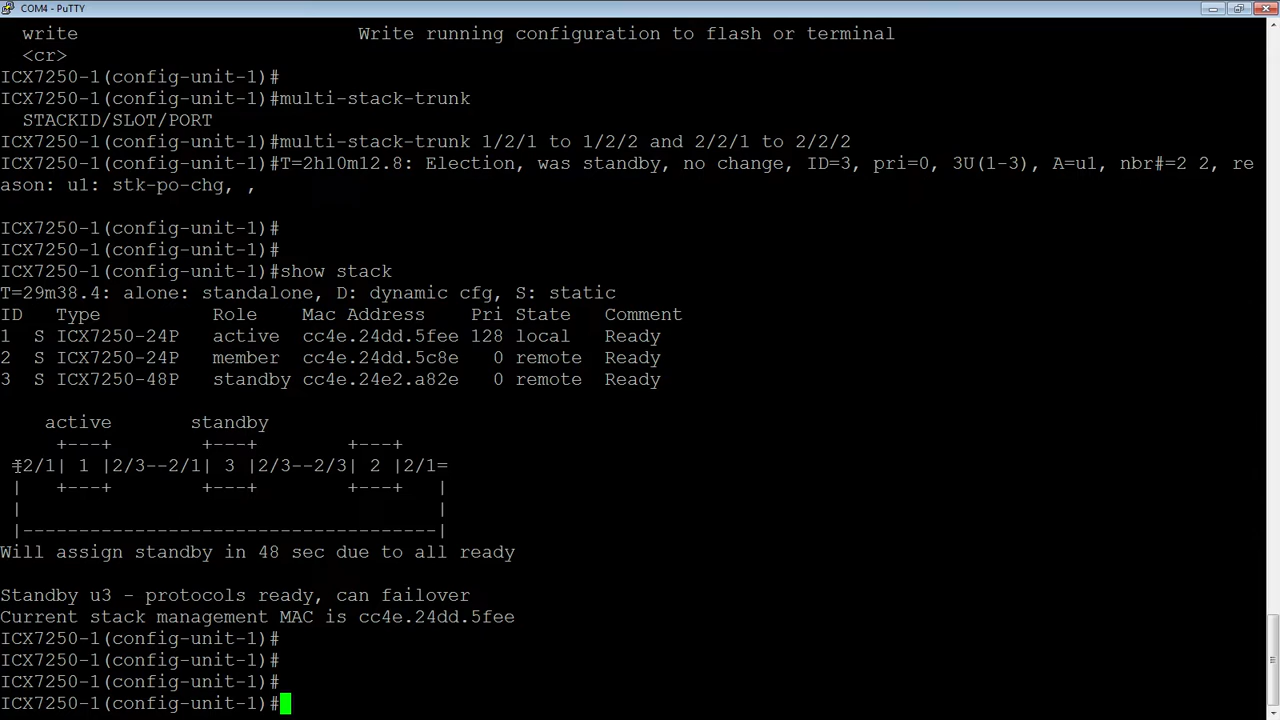 COM4 - PuTTY
  write                               Write running configuration to flash or terminal
  <cr>
ICX7250-1(config-unit-1)#
ICX7250-1(config-unit-1)#multi-stack-trunk
  STACKID/SLOT/PORT
ICX7250-1(config-unit-1)#multi-stack-trunk 1/2/1 to 1/2/2 and 2/2/1 to 2/2/2
ICX7250-1(config-unit-1)#T=2h10m12.8: Election, was standby, no change, ID=3, pri=0, 3U(1-3), A=u1, nbr#=2 2, re
ason: u1: stk-po-chg, ,
ICX7250-1(config-unit-1)#
ICX7250-1(config-unit-1)#
ICX7250-1(config-unit-1)#show stack
T=29m38.4: alone: standalone, D: dynamic cfg, S: static
ID   Type          Role    Mac Address    Pri State   Comment
1  S ICX7250-24P   active  cc4e.24dd.5fee 128 local   Ready
2  S ICX7250-24P   member  cc4e.24dd.5c8e   0 remote  Ready
3  S ICX7250-48P   standby cc4e.24e2.a82e   0 remote  Ready
    active       standby
     +---+        +---+        +---+
 =2/1| 1 |2/3--2/1| 3 |2/3--2/3| 2 |2/1=
 |   +---+        +---+        +---+   |
 |                                     |
 |-------------------------------------|
Will assign standby in 48 sec due to all ready
Standby u3 - protocols ready, can failover
Current stack management MAC is cc4e.24dd.5fee
ICX7250-1(config-unit-1)#
ICX7250-1(config-unit-1)#
ICX7250-1(config-unit-1)#
ICX7250-1(config-unit-1)#